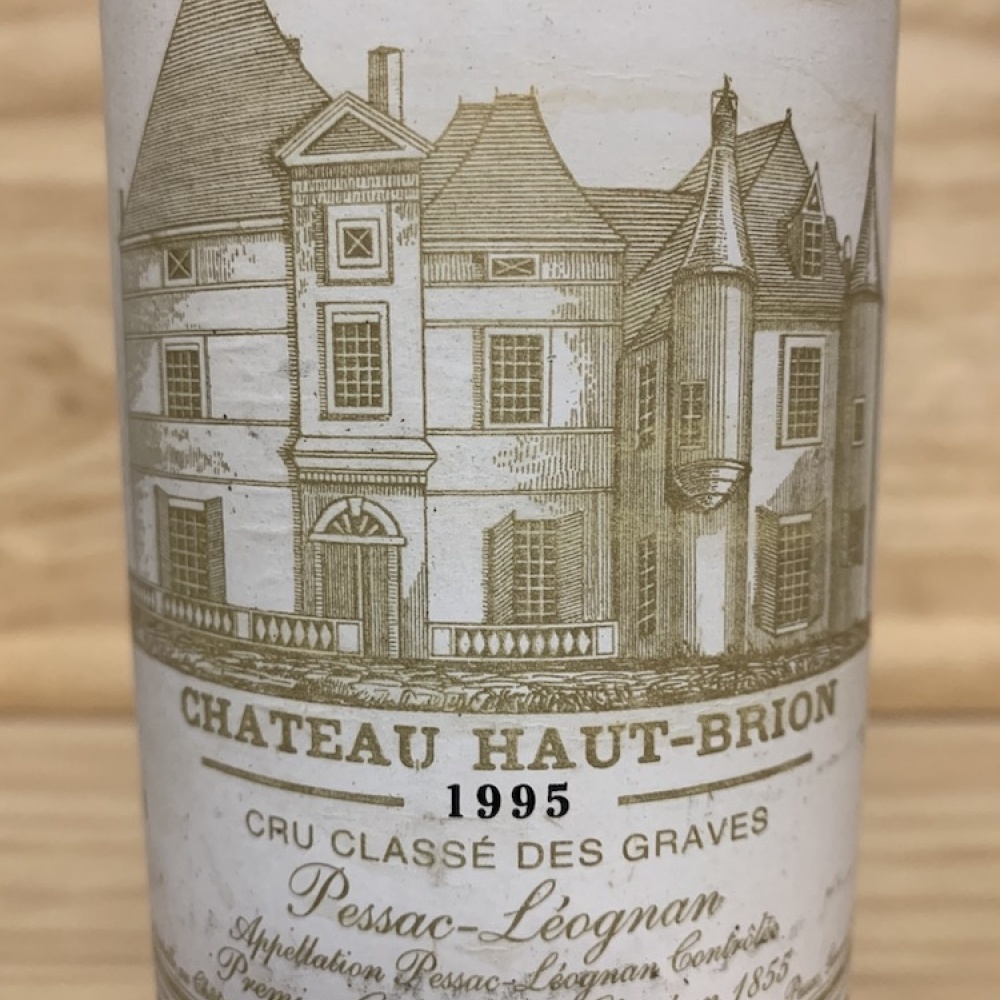 CHATEAU HAUT-BRION
1995
CRU CLASSÉ DES GRAVES
Pessac-Léognan
Appellation Pessac-Léognan Contrôlée
1855